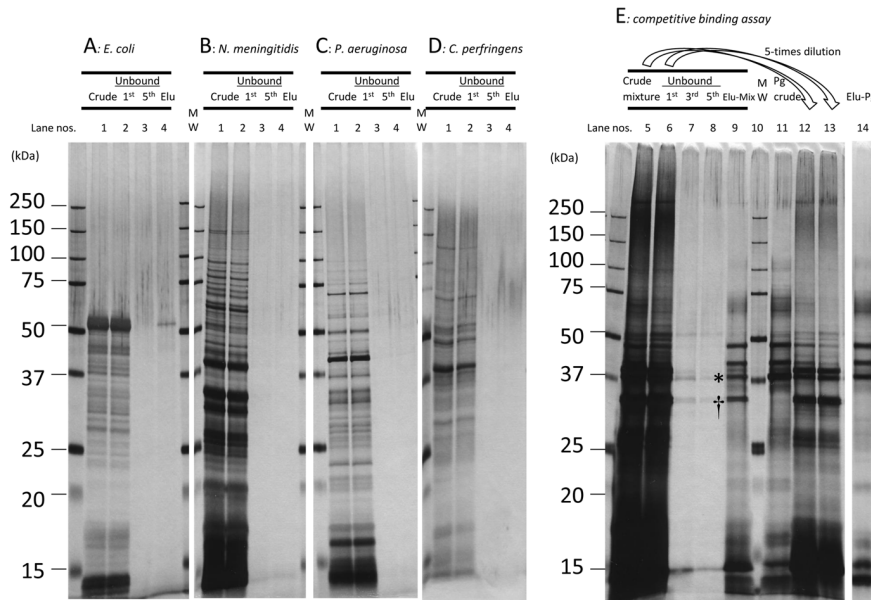 A: E. coli
B: N. meningitidis
C: P. aeruginosa
D: C. perfringens
E: competitive binding assay
5-times dilution
Unbound
Crude 1st 5th Elu
M W
Unbound
Crude 1st 5th Elu
M W
Unbound
Crude 1st 5th Elu
Unbound
Crude 1st 5th Elu
Crude mixture
Unbound
1st 3rd 5th
Elu-Mix
M W
Pg crude
Elu-P
Lane nos. 1 2 3 4
1 2 3 4
1 2 3 4
1 2 3 4
Lane nos. 5 6 7 8 9 10 11 12 13 14
(kDa)
250
150
100
75
50
37
25
20
15
(kDa)
250
150
100
75
50
37
25
20
15
*
†